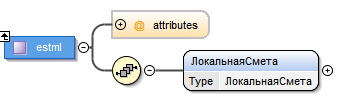 @ attributes
estml
ЛокальнаяСмета
Type ЛокальнаяСмета